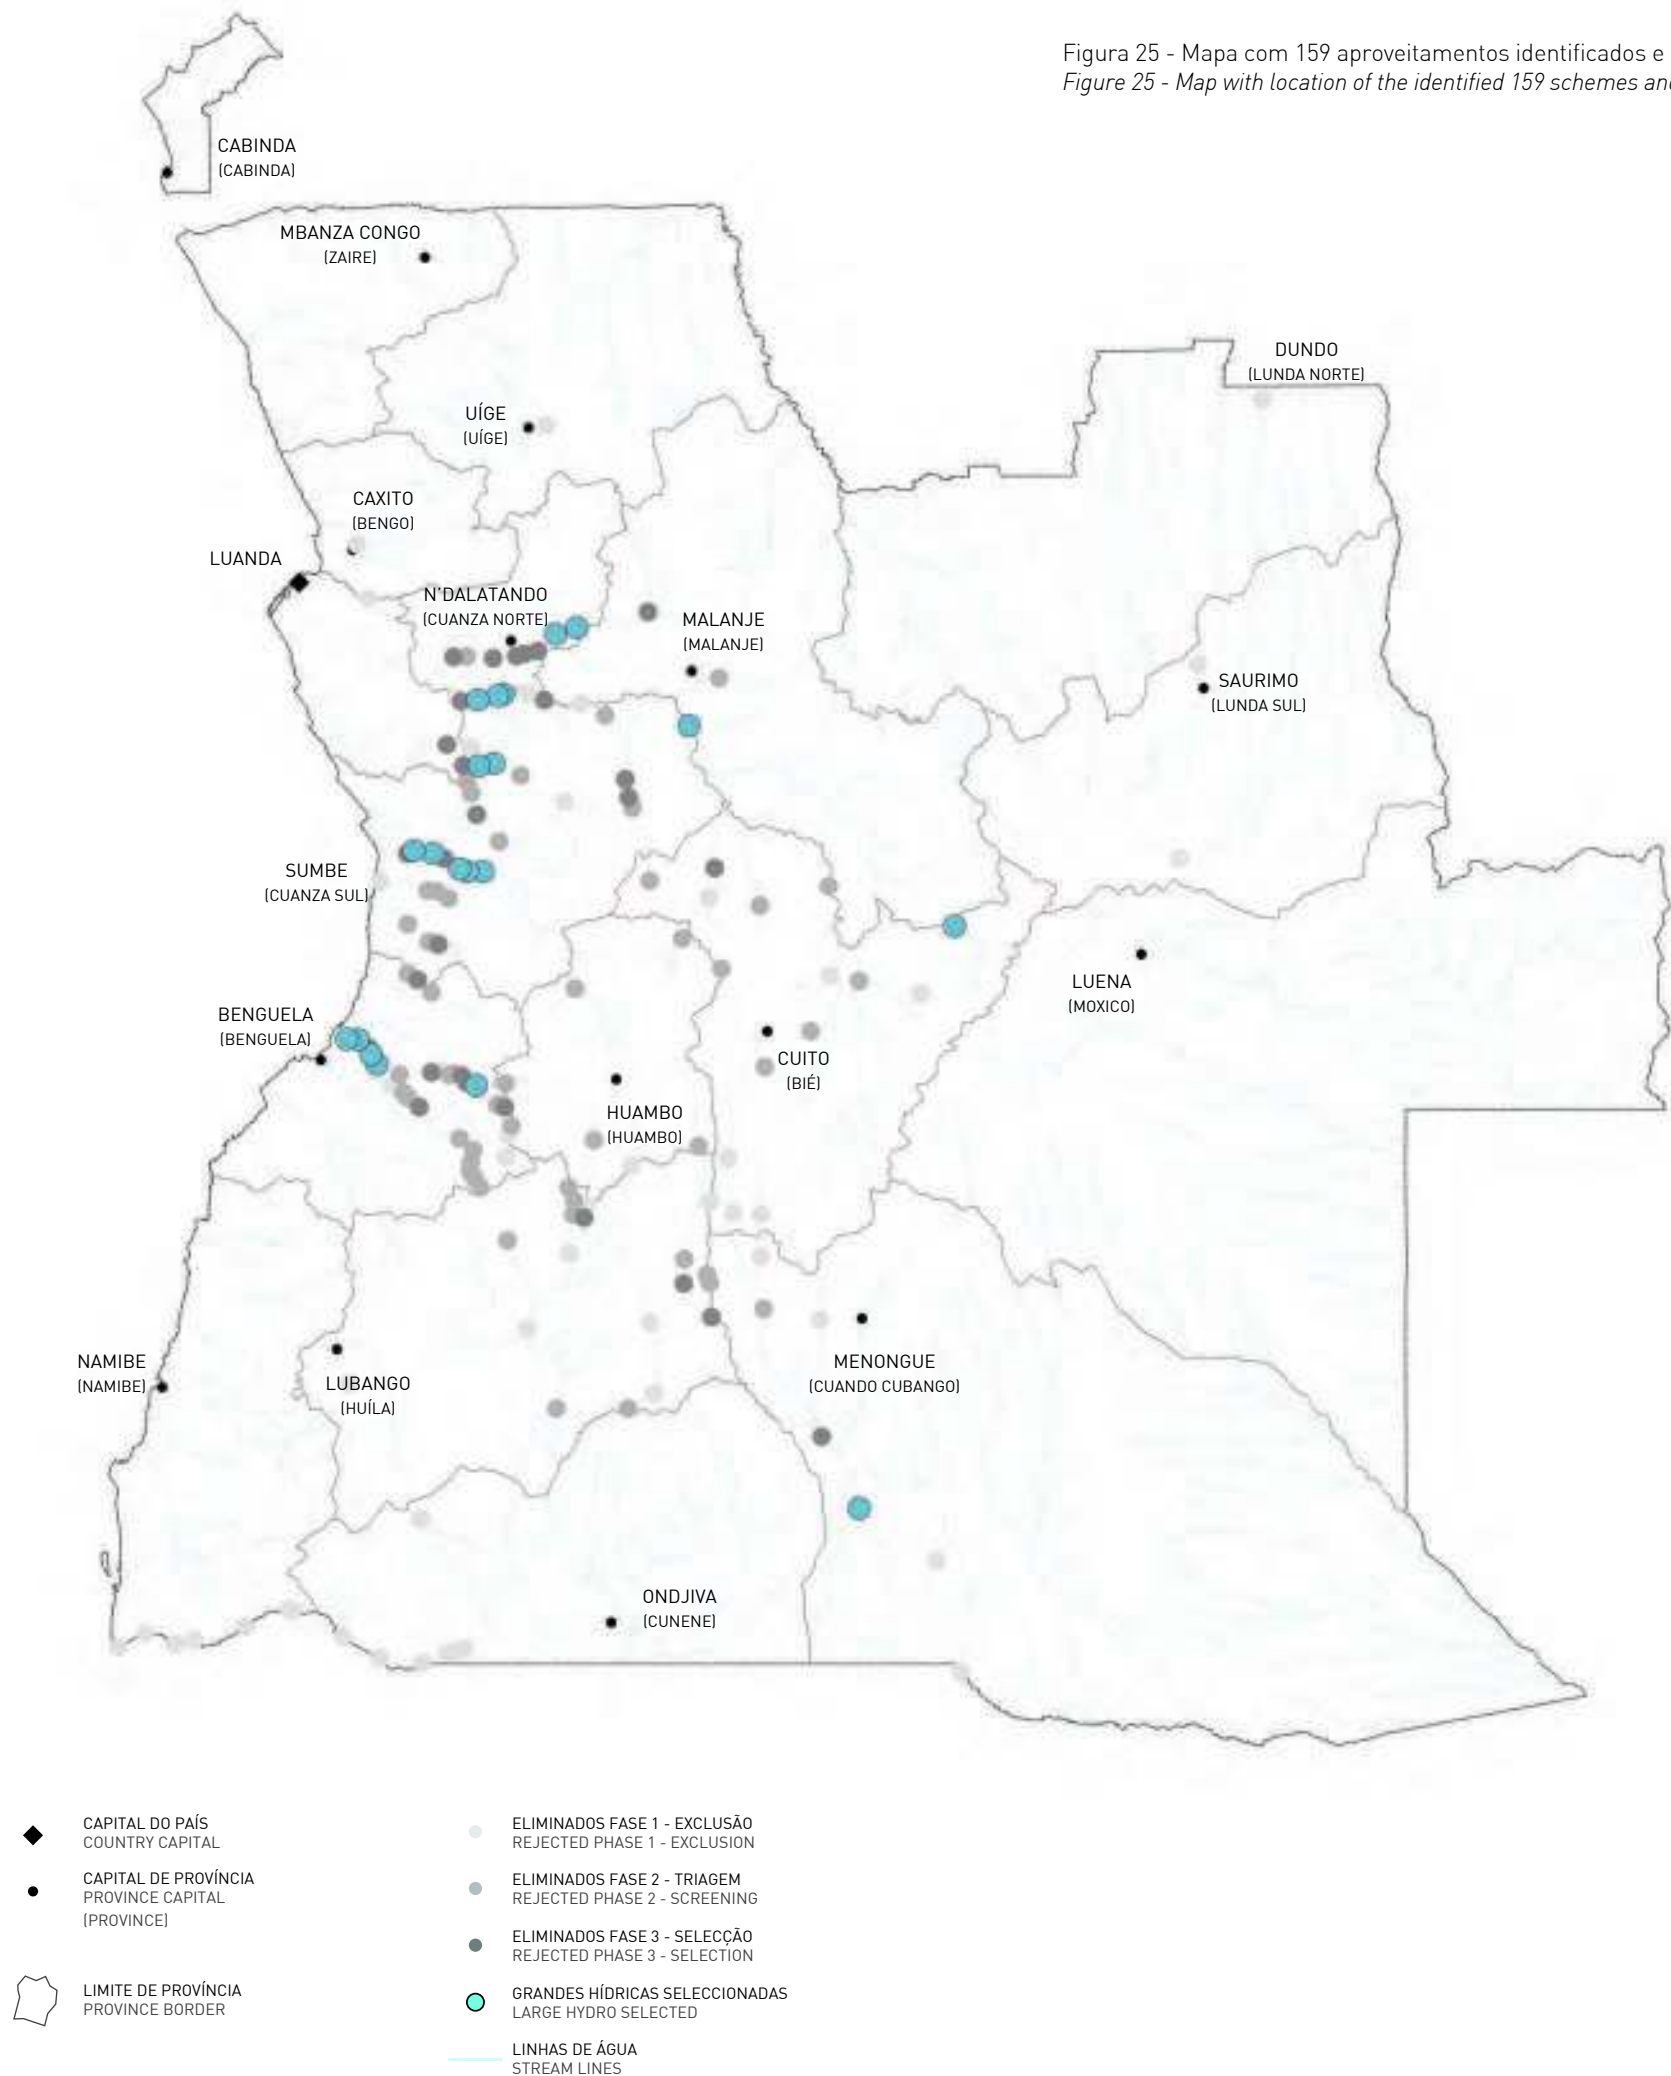 Figura 25 - Mapa com 159 aproveitamentos identificados e
Figure 25 - Map with location of the identified 159 schemes and
CABINDA
(CABINDA)
MBANZA CONGO
(ZAIRE)
DUNDO
(LUNDA NORTE)
UÍGE
(UÍGE)
CAXITO
(BENGO)
LUANDA
N'DALATANDO
(CUANZA NORTE)
MALANJE
(MALANJE)
SAURIMO
(LUNDA SUL)
SUMBE
(CUANZA SUL)
LUENA
(MOXICO)
BENGUELA
(BENGUELA)
CUITO
(BIÉ)
HUAMBO
(HUAMBO)
NAMIBE
(NAMIBE)
LUBANGO
(HUÍLA)
MENONGUE
(CUANDO CUBANGO)
ONDJIVA
(CUNENE)
CAPITAL DO PAÍS
COUNTRY CAPITAL
CAPITAL DE PROVÍNCIA
PROVINCE CAPITAL
(PROVINCE)
LIMITE DE PROVÍNCIA
PROVINCE BORDER
ELIMINADOS FASE 1 - EXCLUSÃO
REJECTED PHASE 1 - EXCLUSION
ELIMINADOS FASE 2 - TRIAGEM
REJECTED PHASE 2 - SCREENING
ELIMINADOS FASE 3 - SELECÇÃO
REJECTED PHASE 3 - SELECTION
GRANDES HÍDRICAS SELECCIONADAS
LARGE HYDRO SELECTED
LINHAS DE ÁGUA
STREAM LINES